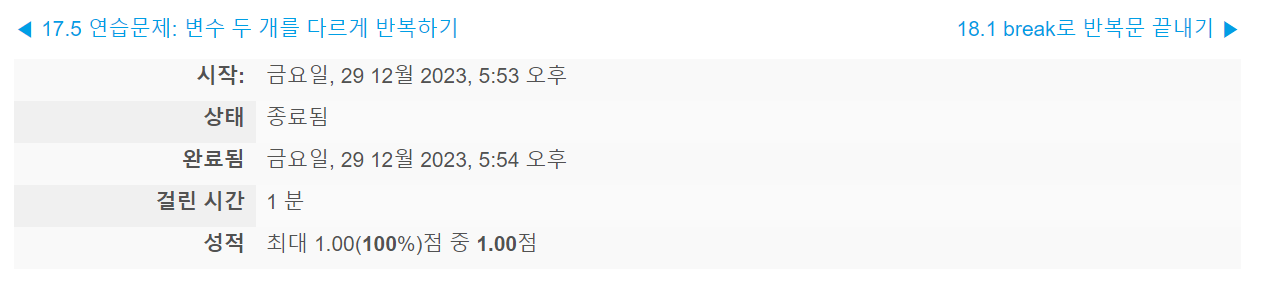 ◀ 17.5 연습문제: 변수 두 개를 다르게 반복하기 18.1 break로 반복문 끝내기 ▶
시작: 금요일, 29 12월 2023, 5:53 오후
상태 종료됨
완료됨 금요일, 29 12월 2023, 5:54 오후
걸린 시간 1 분
성적 최대 1.00(100%)점 중 1.00점